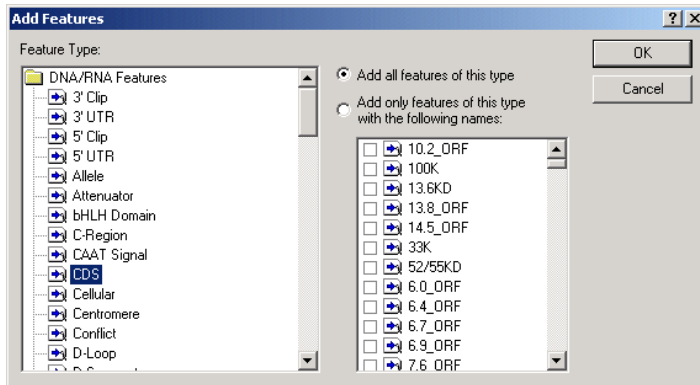 Add Features
Feature Type:
DNA/RNA Features
3' Clip
3' UTR
5' Clip
5' UTR
Allele
Attenuator
bHLH Domain
C-Region
CAAT Signal
CDS
Cellular
Centromere
Conflict
D-Loop
Add all features of this type
Add only features of this type
with the following names:
10.2_ORF
100K
13.6KD
13.8_ORF
14.5_ORF
33K
52/55KD
6.0_ORF
6.4_ORF
6.7_ORF
6.9_ORF
7.6_ORF
OK
Cancel